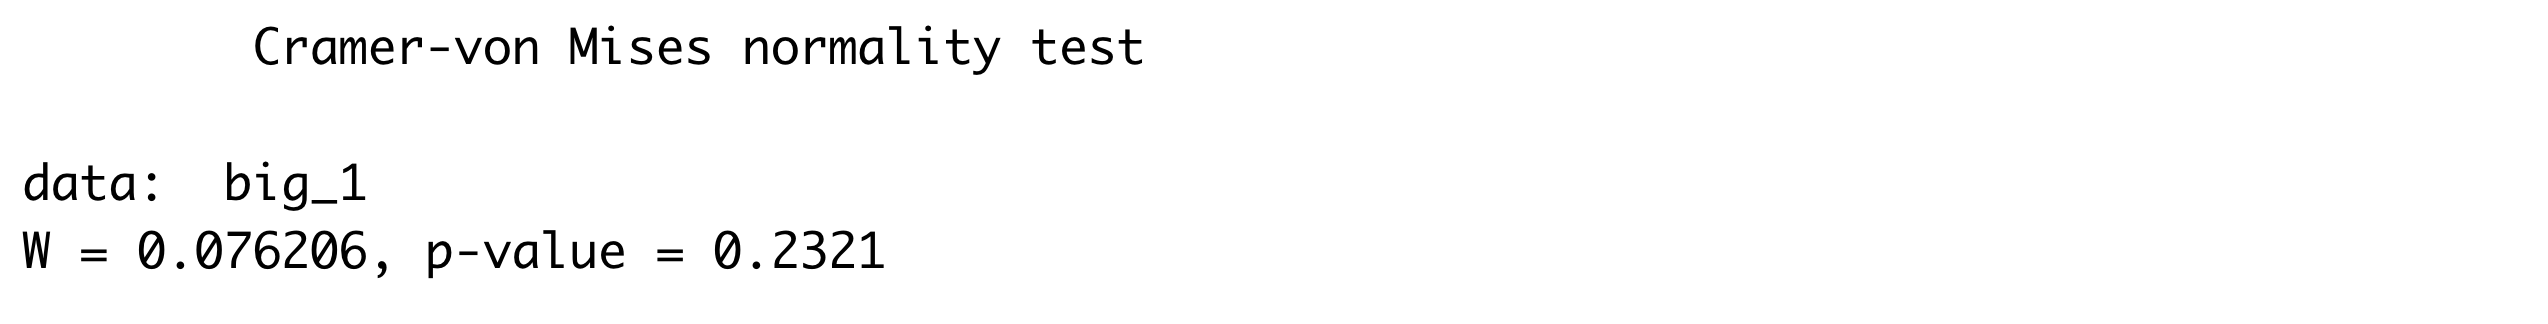 Cramer-von Mises normality test
data:  big_1
W = 0.076206, p-value = 0.2321